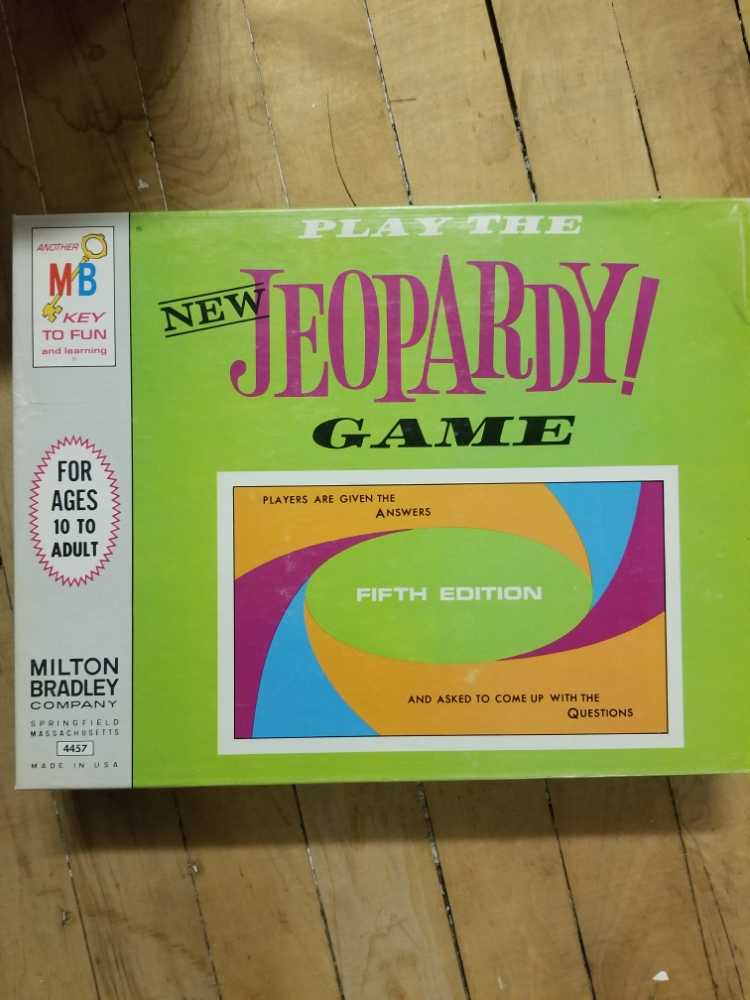 PLAY THE
NEW JEOPARDY!
GAME
ANOTHER
MB
KEY
TO FUN
and learning
FOR
AGES
10 TO
ADULT
PLAYERS ARE GIVEN THE
ANSWERS
FIFTH EDITION
AND ASKED TO COME UP WITH THE
QUESTIONS
MILTON
BRADLEY
COMPANY
SPRINGFIELD
MASSACHUSETTS
4457
MADE IN USA